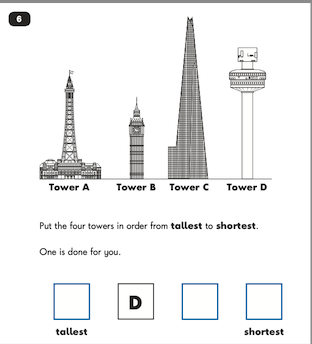 6
Tower A Tower B Tower C Tower D
Put the four towers in order from tallest to shortest.
One is done for you.
D
tallest shortest